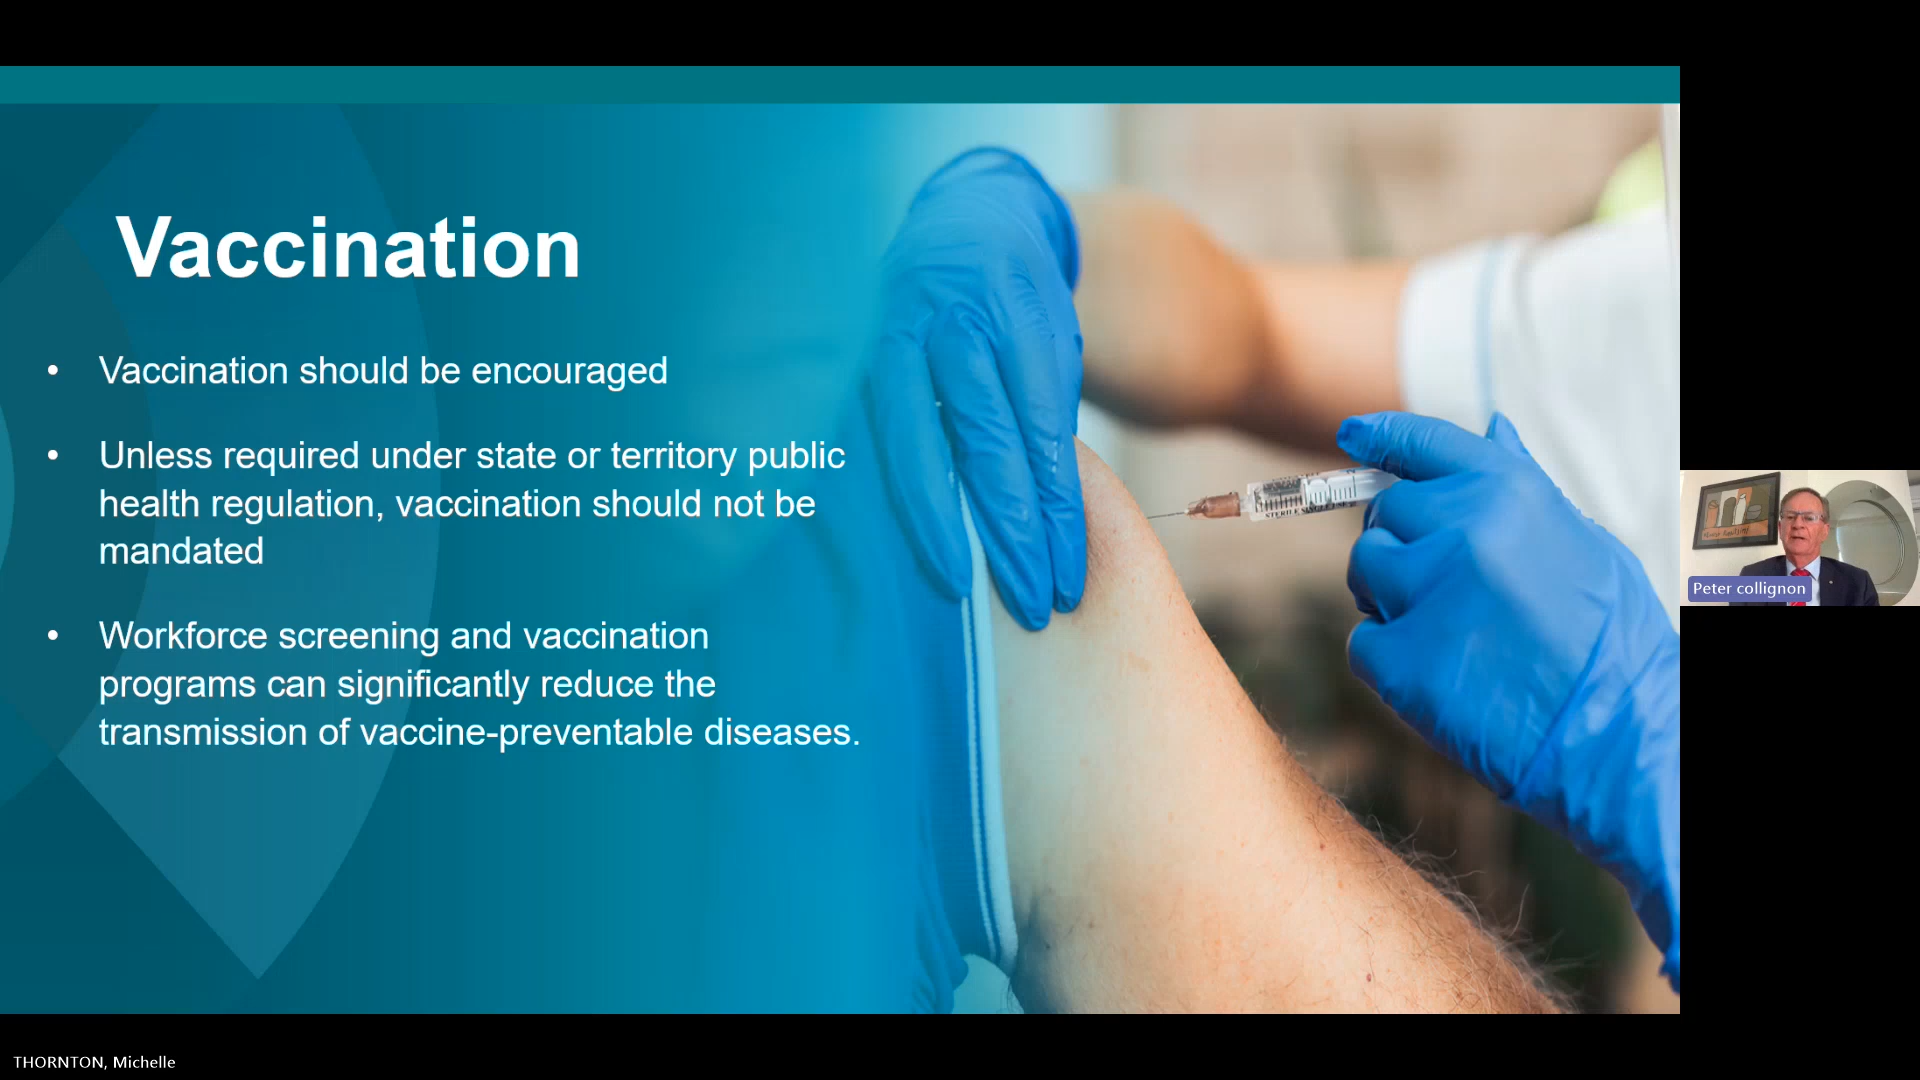 Vaccination
• Vaccination should be encouraged
• Unless required under state or territory public
health regulation, vaccination should not be
mandated
• Workforce screening and vaccination
programs can significantly reduce the
transmission of vaccine-preventable diseases.
Peter collignon
THORNTON, Michelle